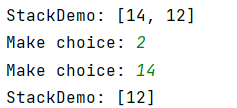 StackDemo: [14, 12]
Make choice: 2
Make choice: 14
StackDemo: [12]